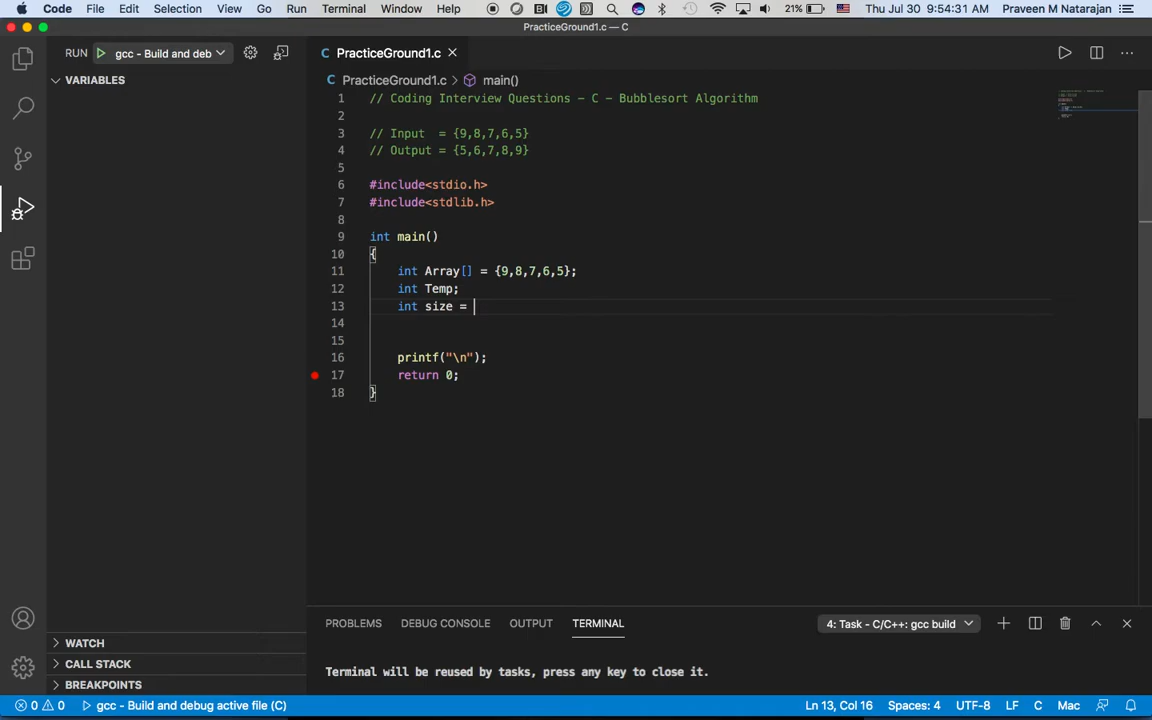 Code File Edit Selection View Go Run Terminal Window Help 21% Thu Jul 30 9:54:31 AM Praveen M Natarajan
PracticeGround1.c — C
RUN gcc - Build and deb
C PracticeGround1.c
VARIABLES
C PracticeGround1.c > main()
1 // Coding Interview Questions - C - Bubblesort Algorithm
2
3 // Input  = {9,8,7,6,5}
4 // Output = {5,6,7,8,9}
5
6 #include<stdio.h>
7 #include<stdlib.h>
8
9 int main()
10 {
11     int Array[] = {9,8,7,6,5};
12     int Temp;
13     int size =
14
15
16     printf("\n");
17     return 0;
18 }
PROBLEMS DEBUG CONSOLE OUTPUT TERMINAL 4: Task - C/C++: gcc build
WATCH
CALL STACK
Terminal will be reused by tasks, press any key to close it.
BREAKPOINTS
0 0 gcc - Build and debug active file (C) Ln 13, Col 16 Spaces: 4 UTF-8 LF C Mac